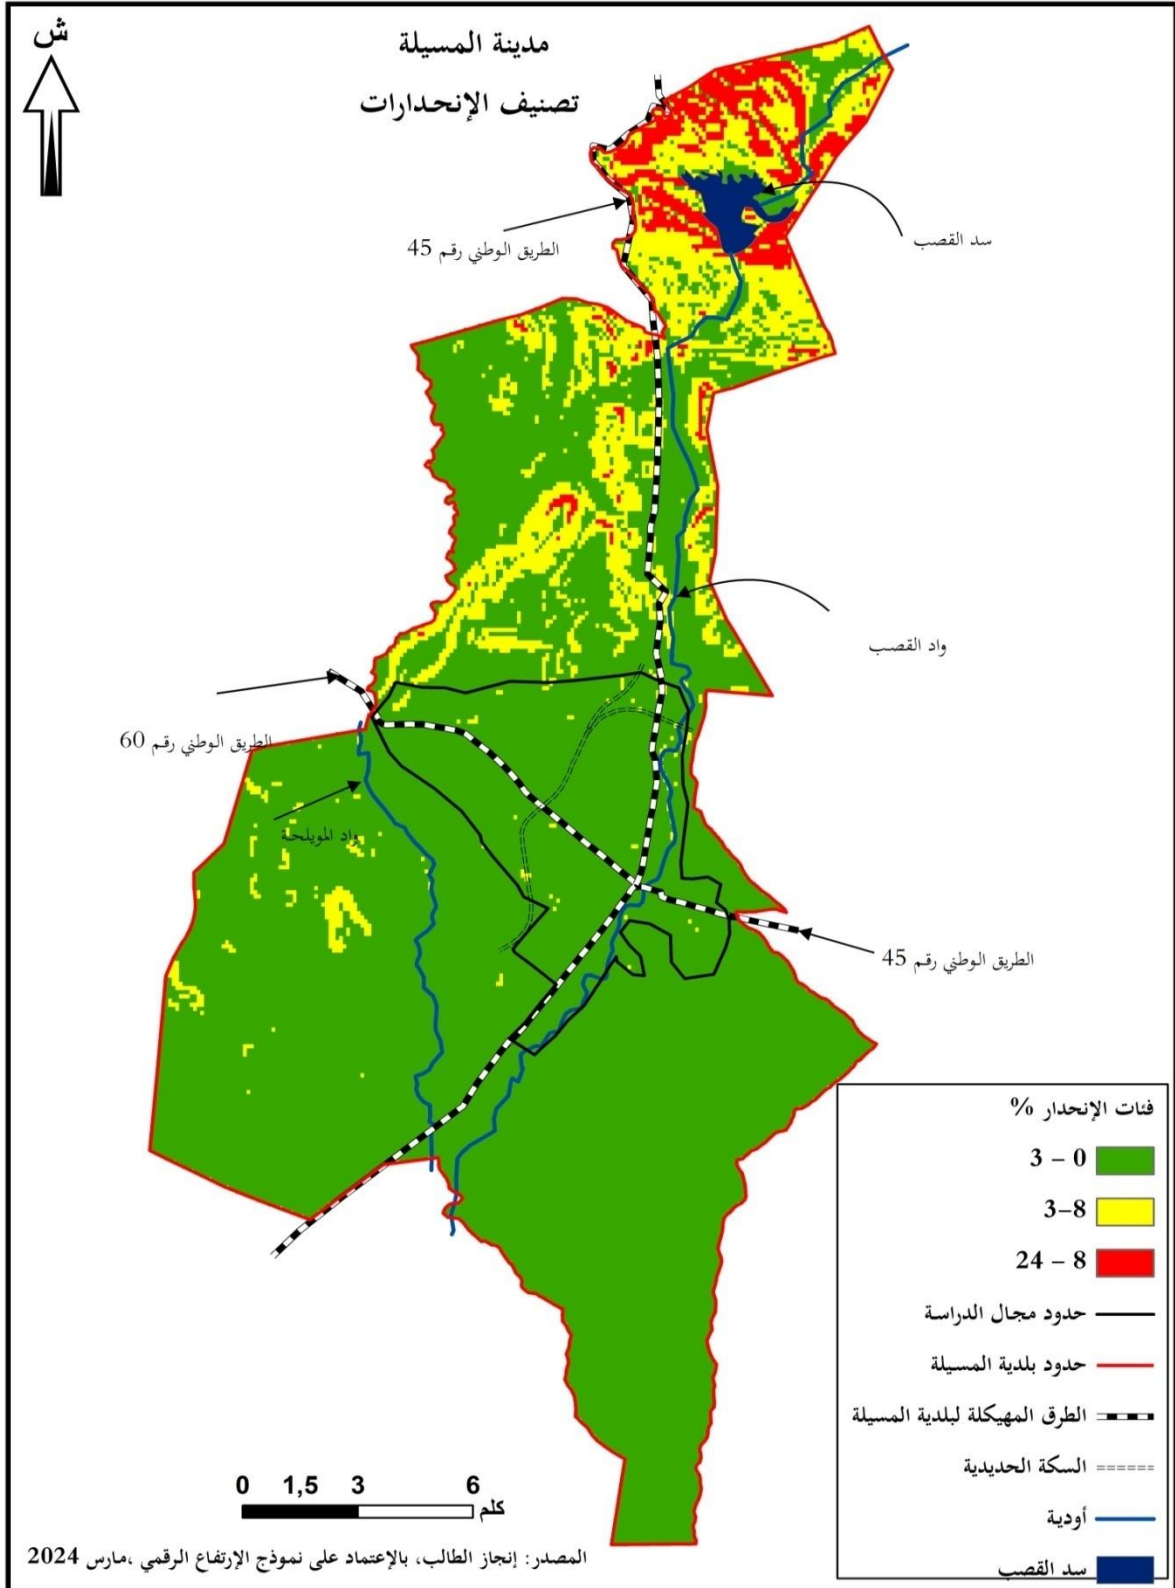 ش
مدينة المسيلة
تصنيف الإنحدارات
الطريق الوطني رقم 45
سد القصب
واد القصب
الطريق الوطني رقم 60
واد المويلحة
الطريق الوطني رقم 45
فئات الإنحدار %
3 – 0
3-8
24 – 8
حدود مجال الدراسة
حدود بلدية المسيلة
الطرق المهيكلة لبلدية المسيلة
السكة الحديدية
أودية
سد القصب
0 1,5 3 6
كلم
المصدر: إنجاز الطالب، بالإعتماد على نموذج الإرتفاع الرقمي ،مارس 2024